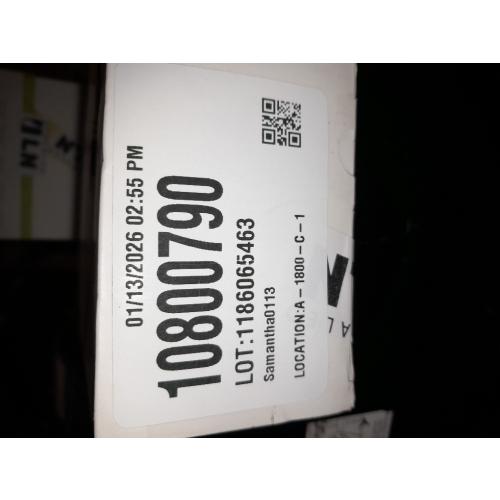 01/13/2026 02:55 PM
10800790
LOT:1186065463
Samantha0113
LOCATION:A-1800-C-1